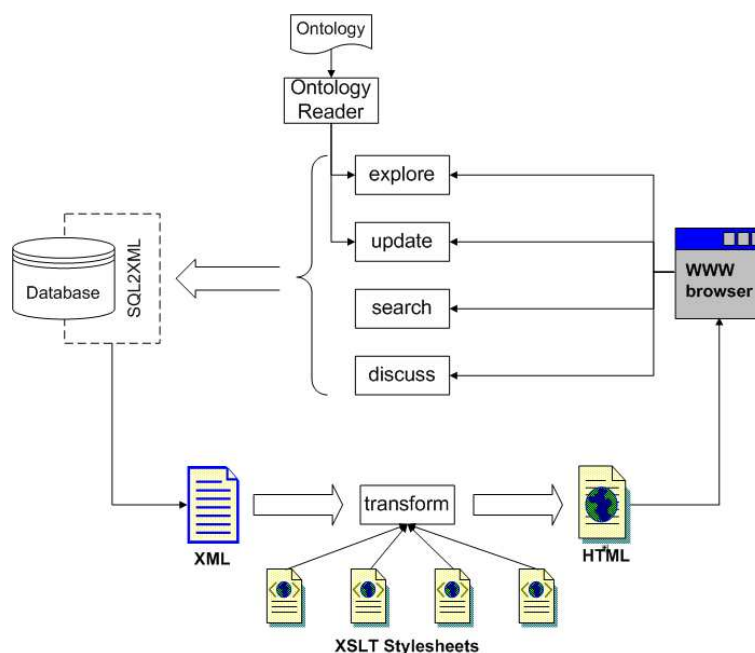 Ontology
Ontology
Reader
explore
update
search
discuss
Database
SQL2XML
WWW
browser
XML
transform
HTML
XSLT Stylesheets